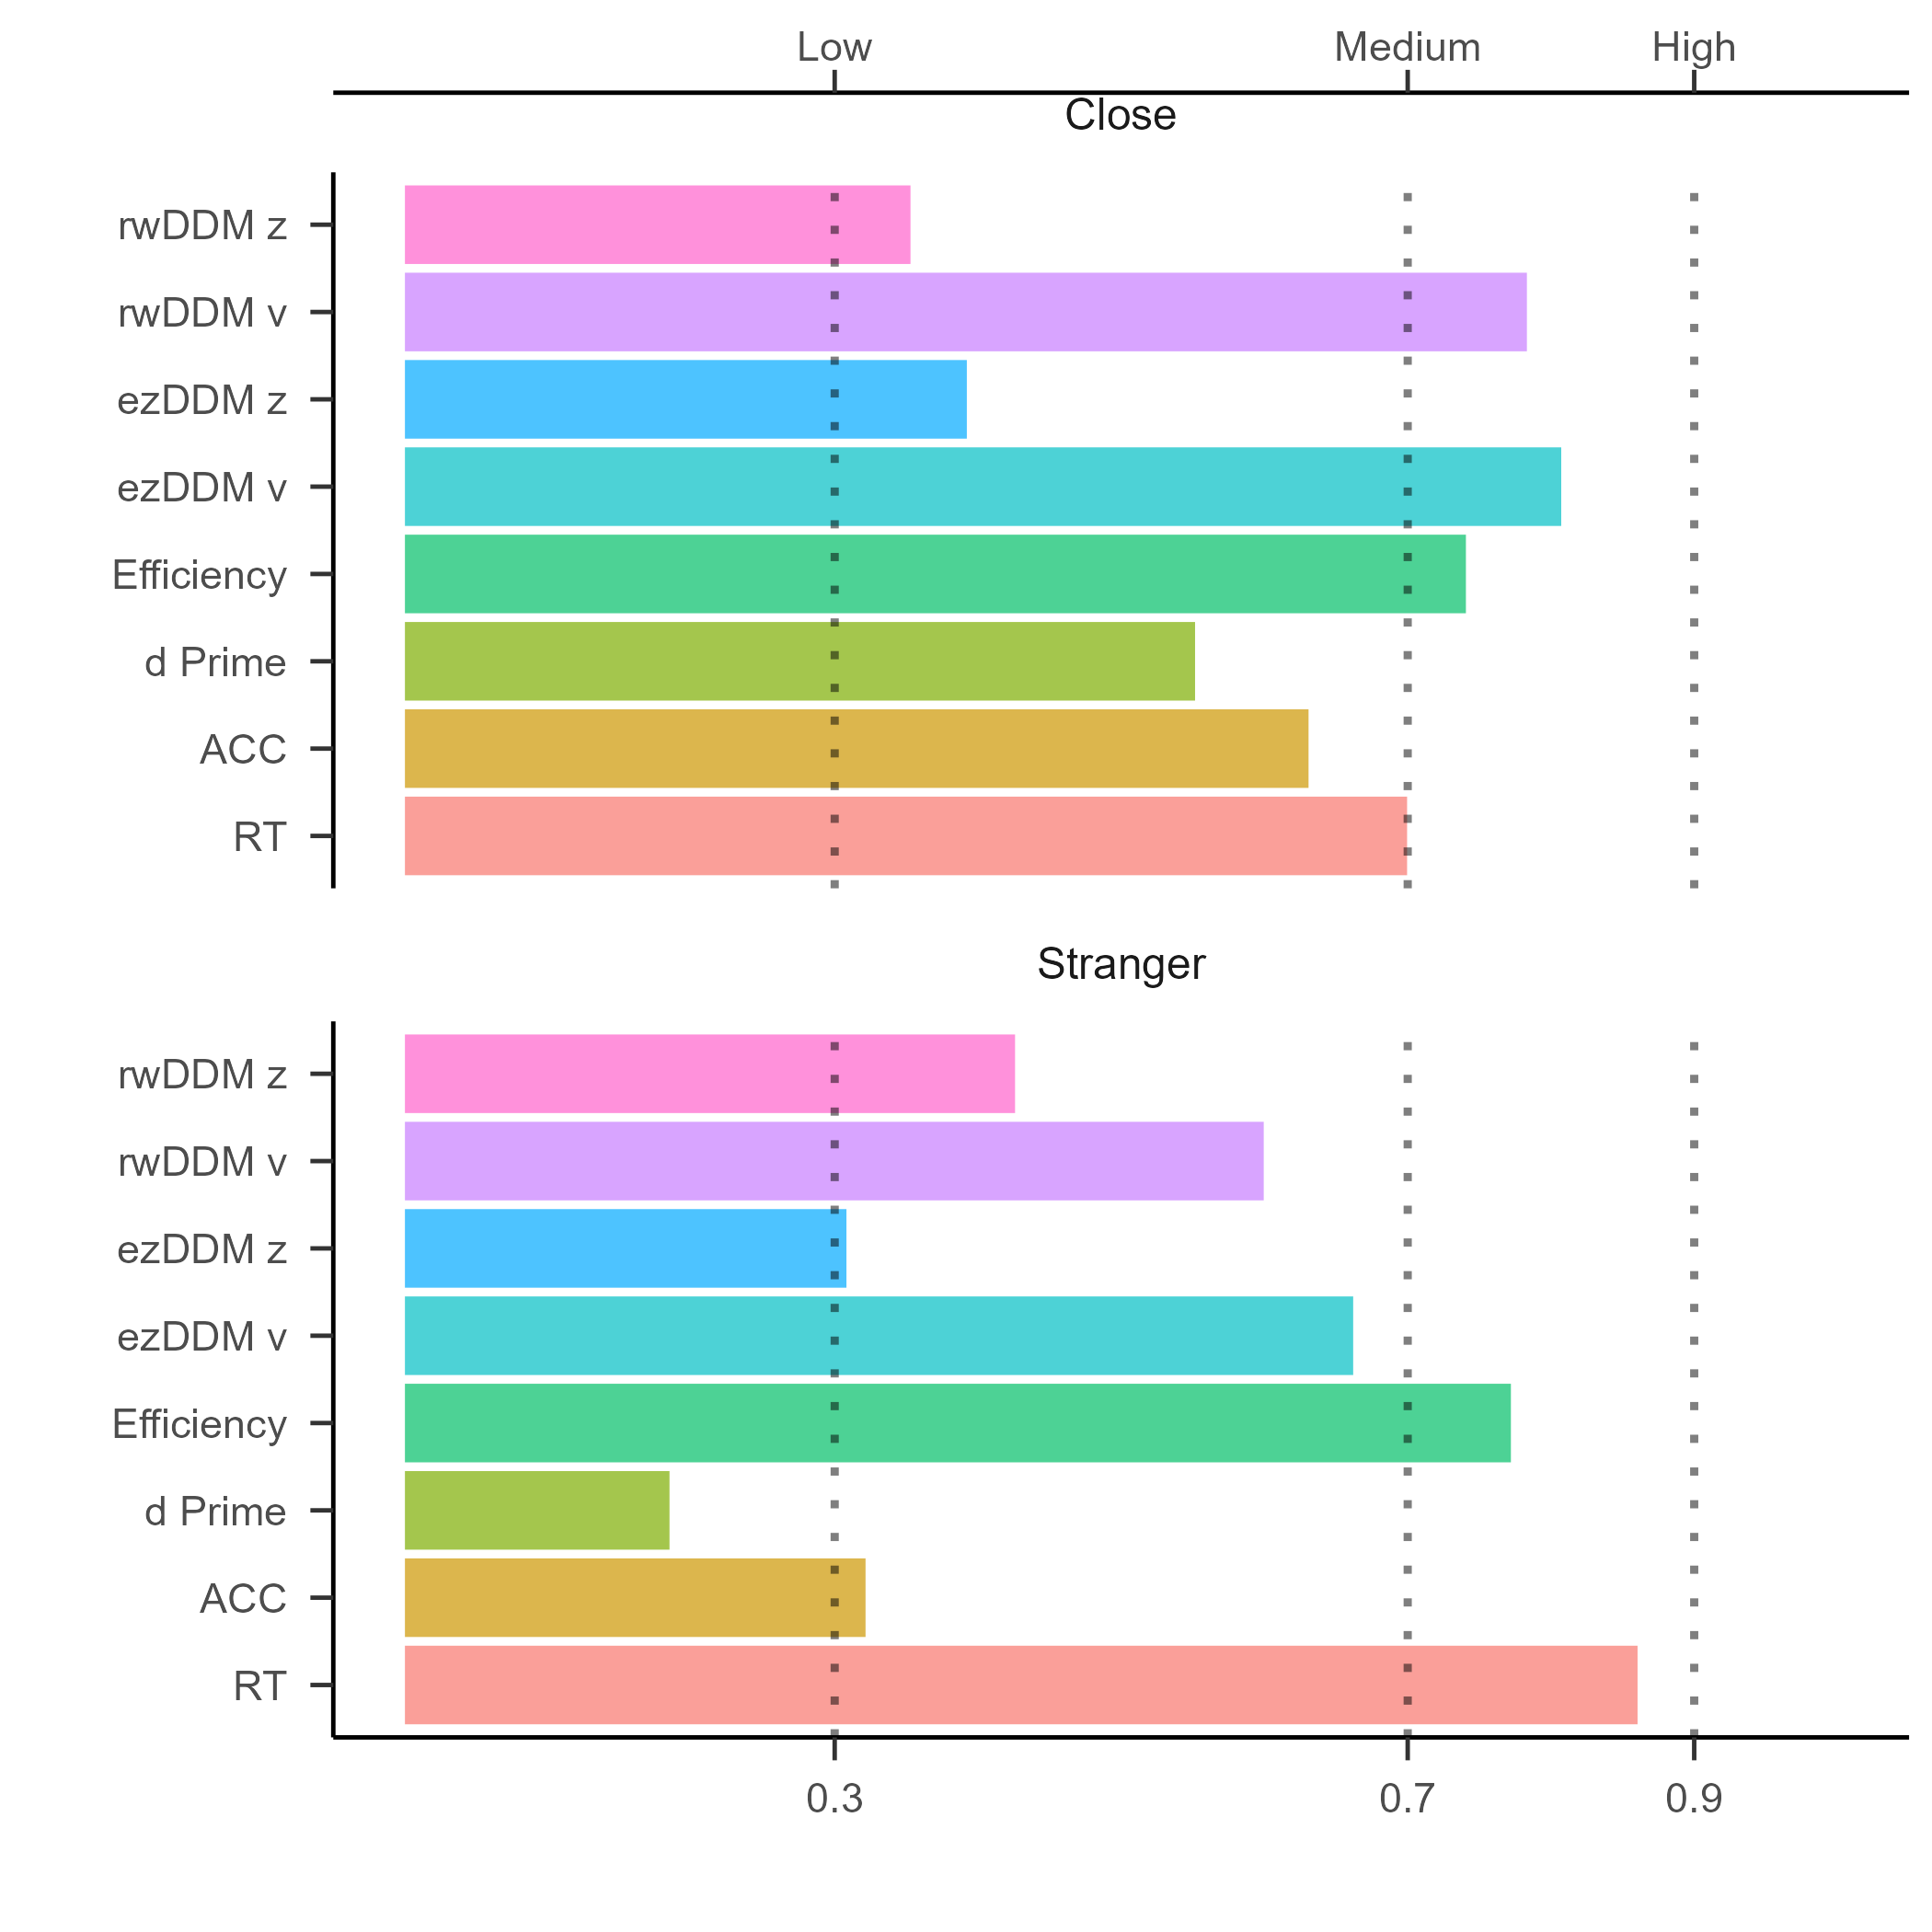 Low Medium High
Close
rwDDM z
rwDDM v
ezDDM z
ezDDM v
Efficiency
d Prime
ACC
RT
Stranger
rwDDM z
rwDDM v
ezDDM z
ezDDM v
Efficiency
d Prime
ACC
RT
0.3 0.7 0.9